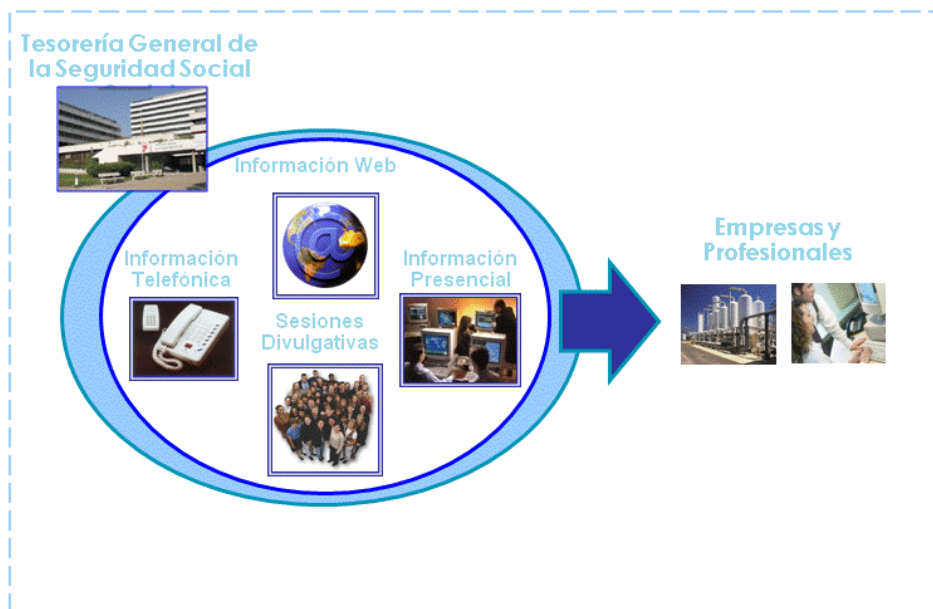 Tesorería General de
la Seguridad Social
Información Web
Información
Telefónica
Información
Presencial
Sesiones
Divulgativas
Empresas y
Profesionales